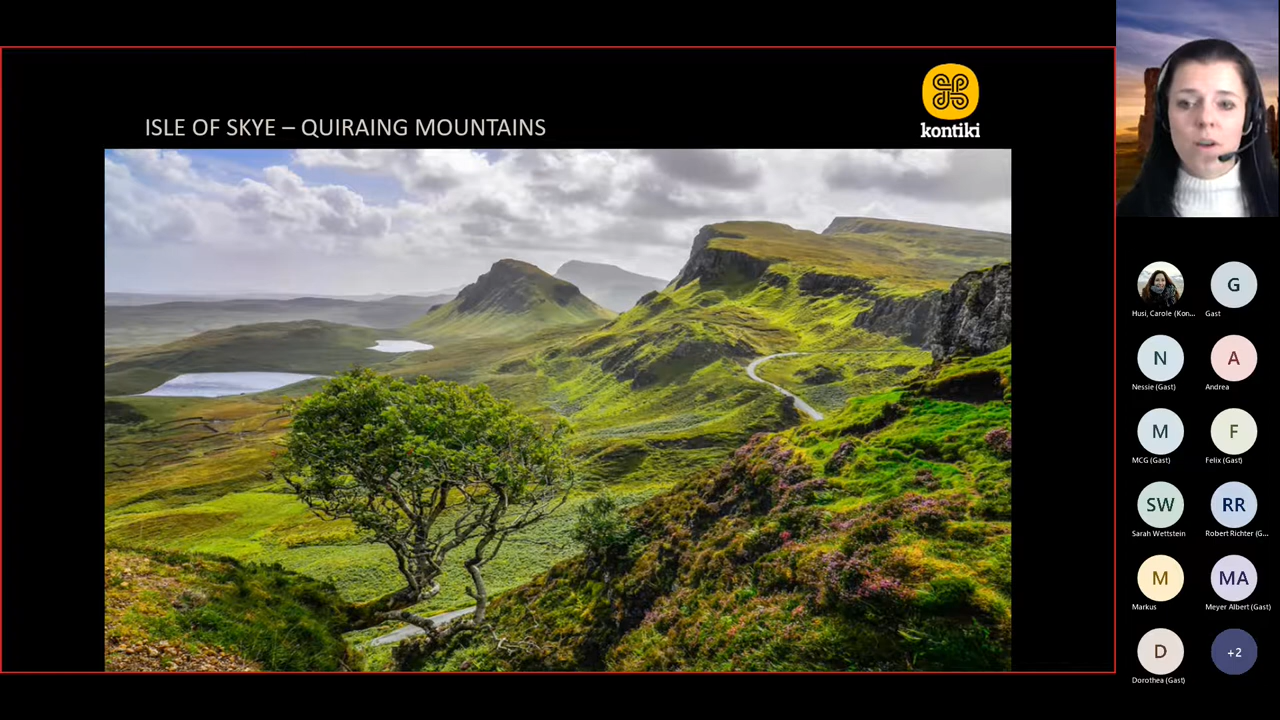 ISLE OF SKYE – QUIRAING MOUNTAINS
kontiki
Husi, Carole (Kon...
G
Gast
N
Nessie (Gast)
A
Andrea
M
MCG (Gast)
F
Felix (Gast)
SW
Sarah Wettstein
RR
Robert Richter (G...
M
Markus
MA
Meyer Albert (Gast)
D
Dorothea (Gast)
+2